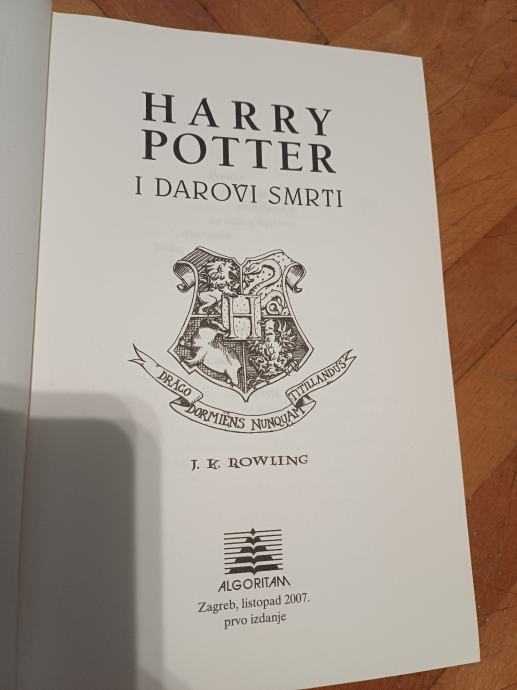 HARRY
POTTER
I DAROVI SMRTI
H
DRACO
DORMIENS NUNQUAM
TITILLANDUS
J. K. ROWLING
ALGORITAM
Zagreb, listopad 2007.
prvo izdanje